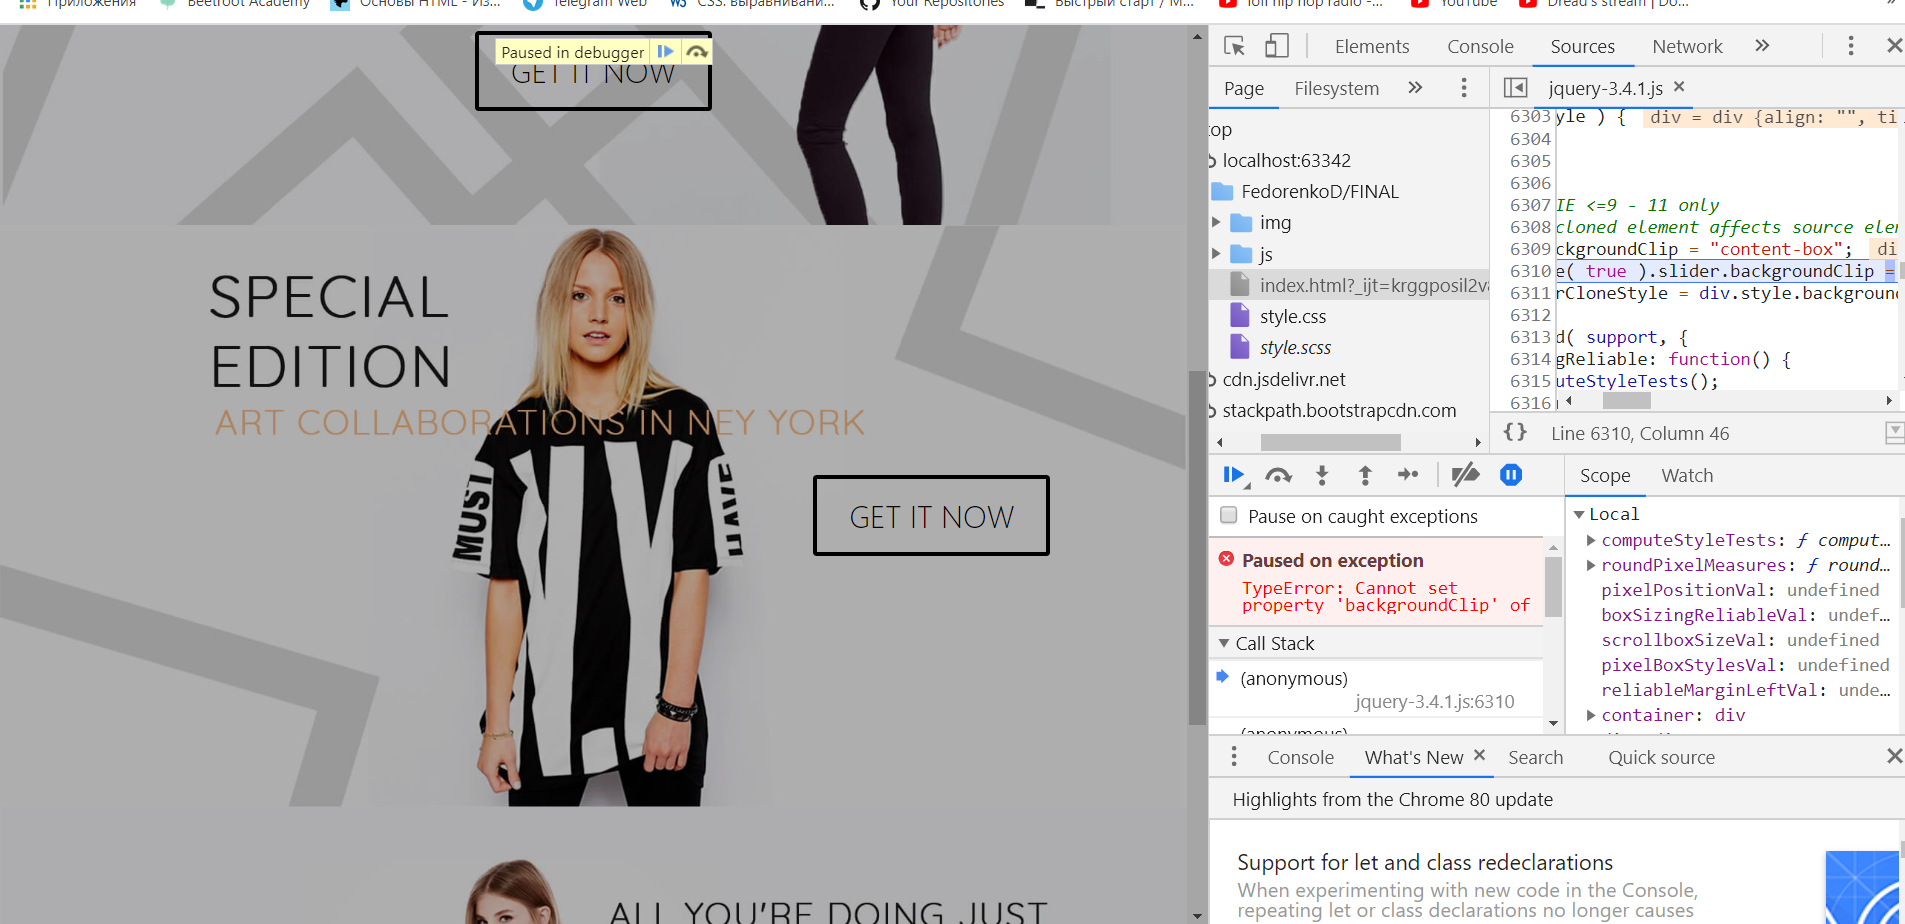 Приложения
Beetroot Academy
Основы HTML - Из...
Telegram Web
CSS: выравнивани...
Your Repositories
Быстрый старт / М...
lofi hip hop radio -...
YouTube
Dread's stream | Do...
»
Paused in debugger
GET IT NOW
SPECIAL
EDITION
ART COLLABORATIONS IN NEY YORK
MUST
HAVE
GET IT NOW
ALL YOU'RE DOING JUST
Elements Console Sources Network »
Page Filesystem »
top
localhost:63342
FedorenkoD/FINAL
img
js
index.html?_ijt=krggposil2v
style.css
style.scss
cdn.jsdelivr.net
stackpath.bootstrapcdn.com
jquery-3.4.1.js ×
6303 yle ) { div = div {align: "", ti
6304
6305
6306
6307 IE <=9 - 11 only
6308 cloned element affects source ele
6309 ckgroundClip = "content-box"; di
6310 e( true ).slider.backgroundClip =
6311 rCloneStyle = div.style.background
6312
6313 d( support, {
6314 gReliable: function() {
6315 uteStyleTests();
6316
{} Line 6310, Column 46
Pause on caught exceptions
Paused on exception
TypeError: Cannot set
property 'backgroundClip' of
Call Stack
(anonymous)
jquery-3.4.1.js:6310
(anonymous)
Scope Watch
Local
computeStyleTests: ƒ comput…
roundPixelMeasures: ƒ round…
pixelPositionVal: undefined
boxSizingReliableVal: undef…
scrollboxSizeVal: undefined
pixelBoxStylesVal: undefined
reliableMarginLeftVal: unde…
container: div
Console What's New × Search Quick source
Highlights from the Chrome 80 update
Support for let and class redeclarations
When experimenting with new code in the Console,
repeating let or class declarations no longer causes